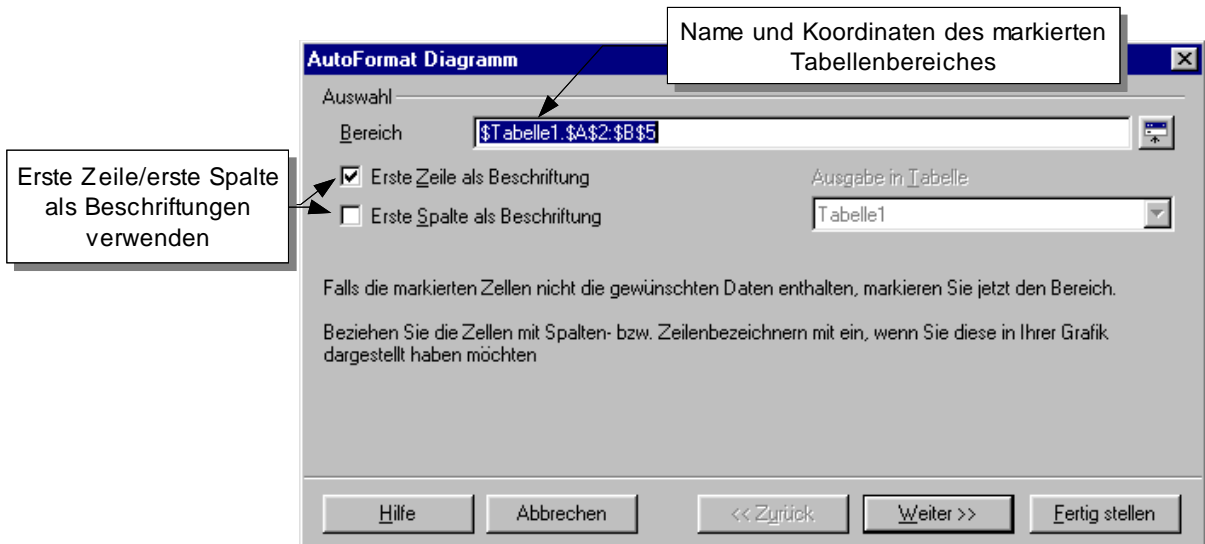 Name und Koordinaten des markierten
Tabellenbereiches
AutoFormat Diagramm
Auswahl
Bereich
$Tabelle1.$A$2:$B$5
Erste Zeile/erste Spalte
als Beschriftungen
verwenden
Erste Zeile als Beschriftung
Ausgabe in Tabelle
Erste Spalte als Beschriftung
Tabelle1
Falls die markierten Zellen nicht die gewünschten Daten enthalten, markieren Sie jetzt den Bereich.
Beziehen Sie die Zellen mit Spalten- bzw. Zeilenbezeichnern mit ein, wenn Sie diese in Ihrer Grafik
dargestellt haben möchten
Hilfe
Abbrechen
<< Zurück
Weiter >>
Fertig stellen